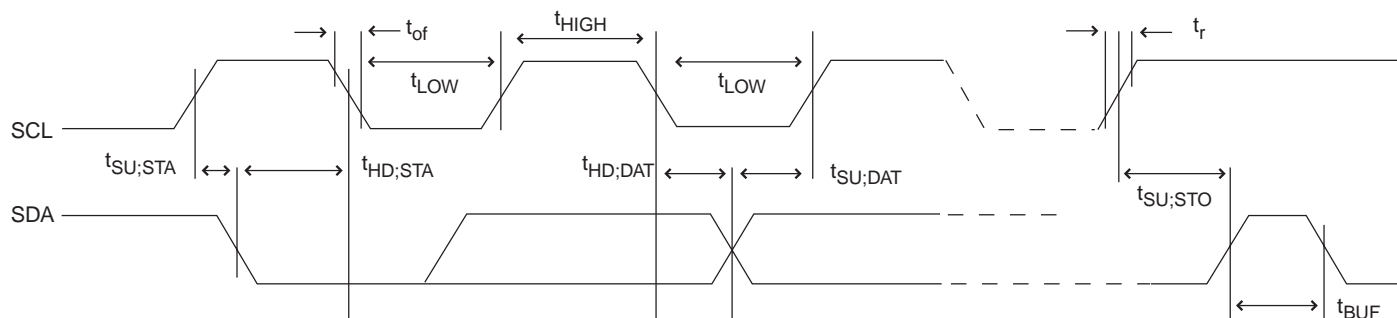 t_of
t_HIGH
t_r
t_LOW
t_LOW
SCL
t_SU;STA
t_HD;STA
t_HD;DAT
t_SU;DAT
t_SU;STO
SDA
t_BUF